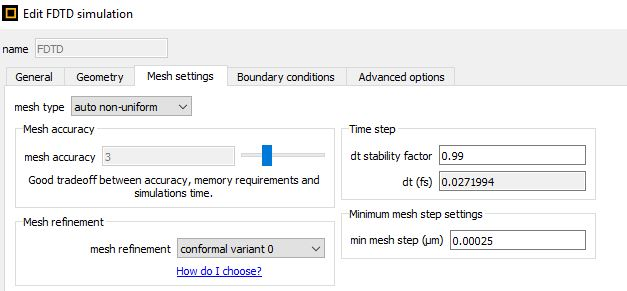 Edit FDTD simulation
name FDTD
General Geometry Mesh settings Boundary conditions Advanced options
mesh type auto non-uniform
Mesh accuracy
mesh accuracy 3
Good tradeoff between accuracy, memory requirements and
simulations time.
Mesh refinement
mesh refinement conformal variant 0
How do I choose?
Time step
dt stability factor 0.99
dt (fs) 0.0271994
Minimum mesh step settings
min mesh step (μm) 0.00025